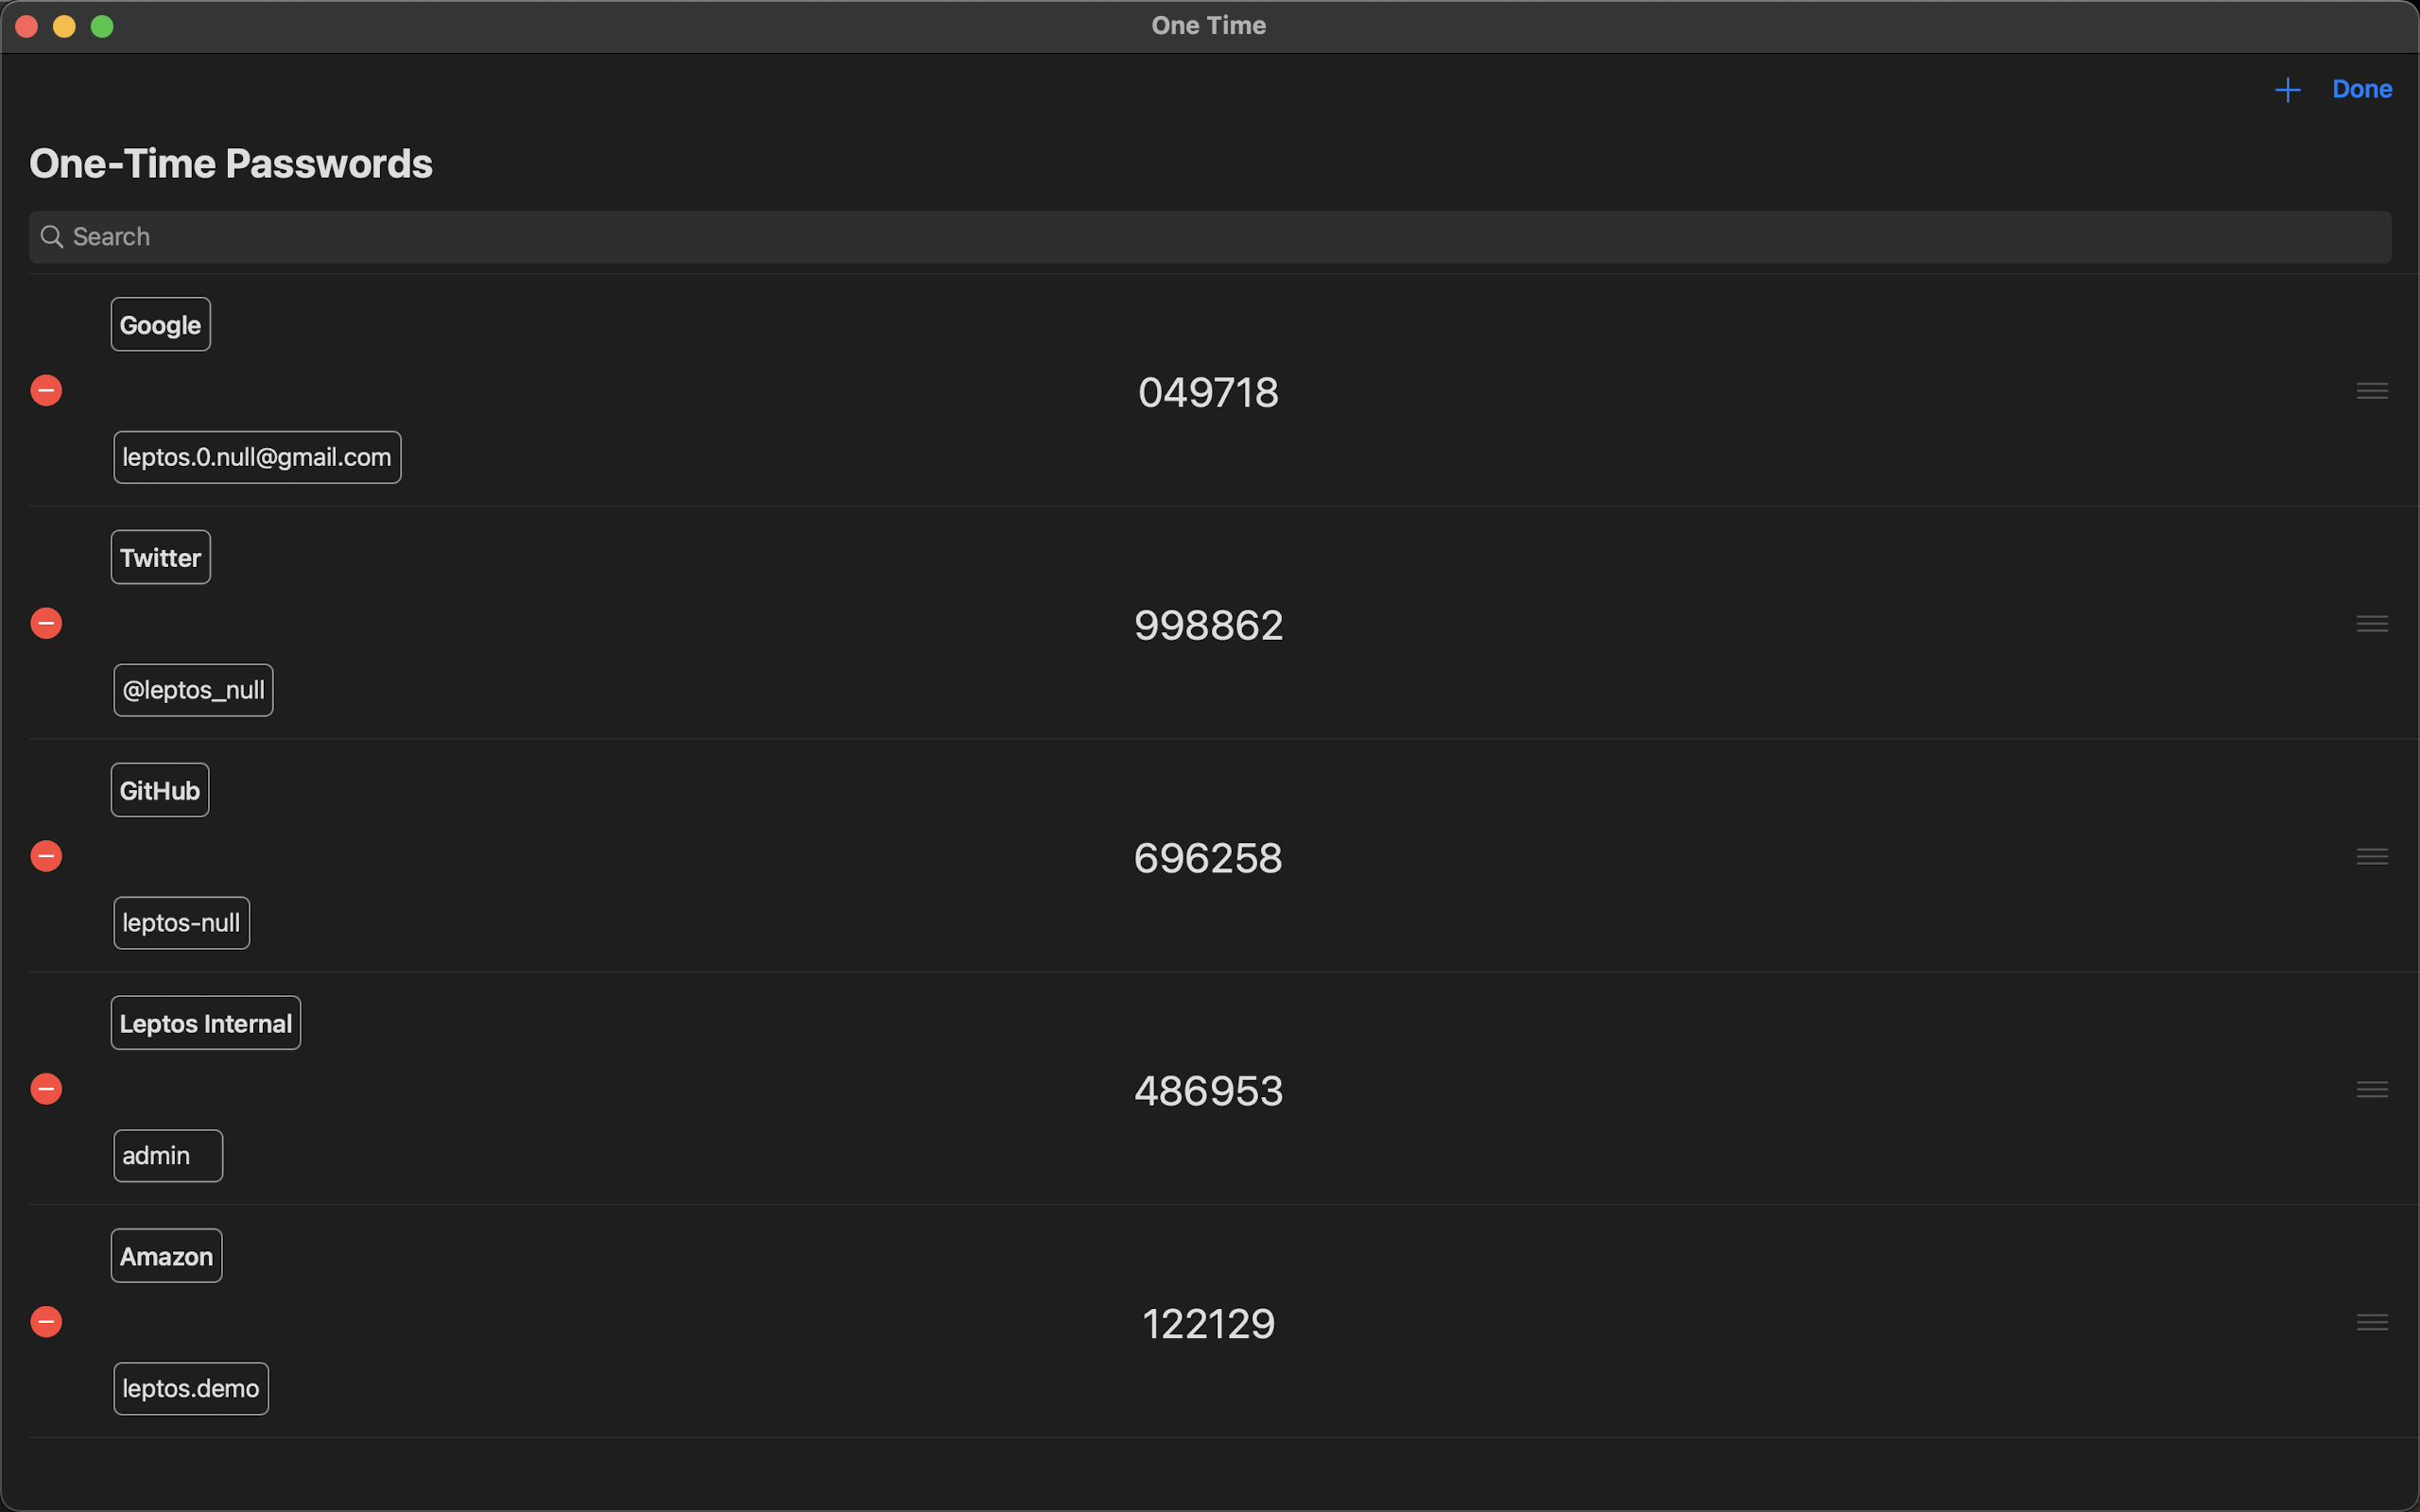 One Time
Done
One-Time Passwords
Search
Google
049718
leptos.0.null@gmail.com
Twitter
998862
@leptos_null
GitHub
696258
leptos-null
Leptos Internal
486953
admin
Amazon
122129
leptos.demo